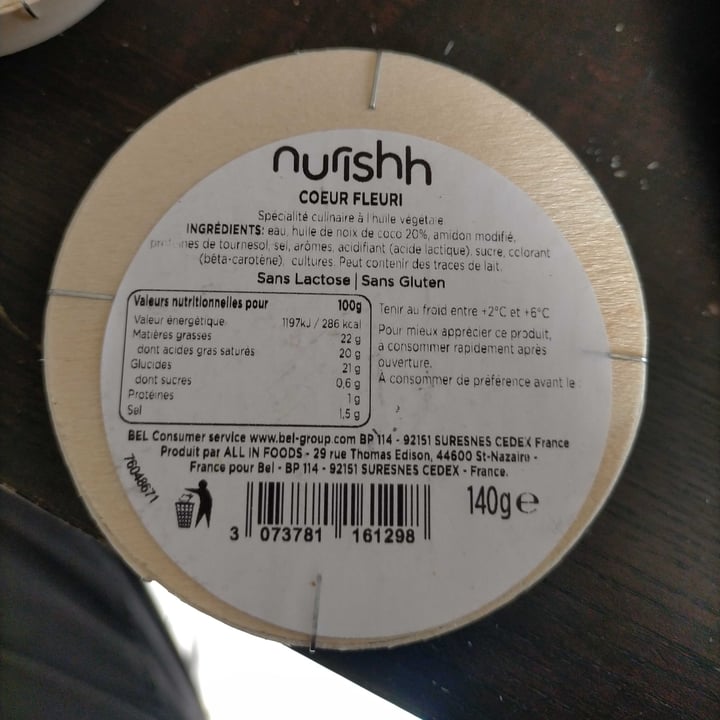 nurishh
COEUR FLEURI
Spécialité culinaire à l'huile végétale
INGRÉDIENTS: eau, huile de noix de coco 20%, amidon modifié,
protéines de tournesol, sel, arômes, acidifiant (acide lactique), sucre, colorant
(bêta-carotène), cultures. Peut contenir des traces de lait.
Sans Lactose | Sans Gluten
Valeurs nutritionnelles pour 100g
Valeur énergétique 1197kJ / 286 kcal
Matières grasses 22 g
dont acides gras saturés 20 g
Glucides 21 g
dont sucres 0,6 g
Protéines 1 g
Sel 1,5 g
Tenir au froid entre +2°C et +6°C
Pour mieux apprécier ce produit,
à consommer rapidement après
ouverture.
À consommer de préférence avant le :
BEL Consumer service www.bel-group.com BP 114 - 92151 SURESNES CEDEX France
Produit par ALL IN FOODS - 29 rue Thomas Edison, 44600 St-Nazaire -
France pour Bel - BP 114 - 92151 SURESNES CEDEX - France.
76048671
140g e
3 073781 161298